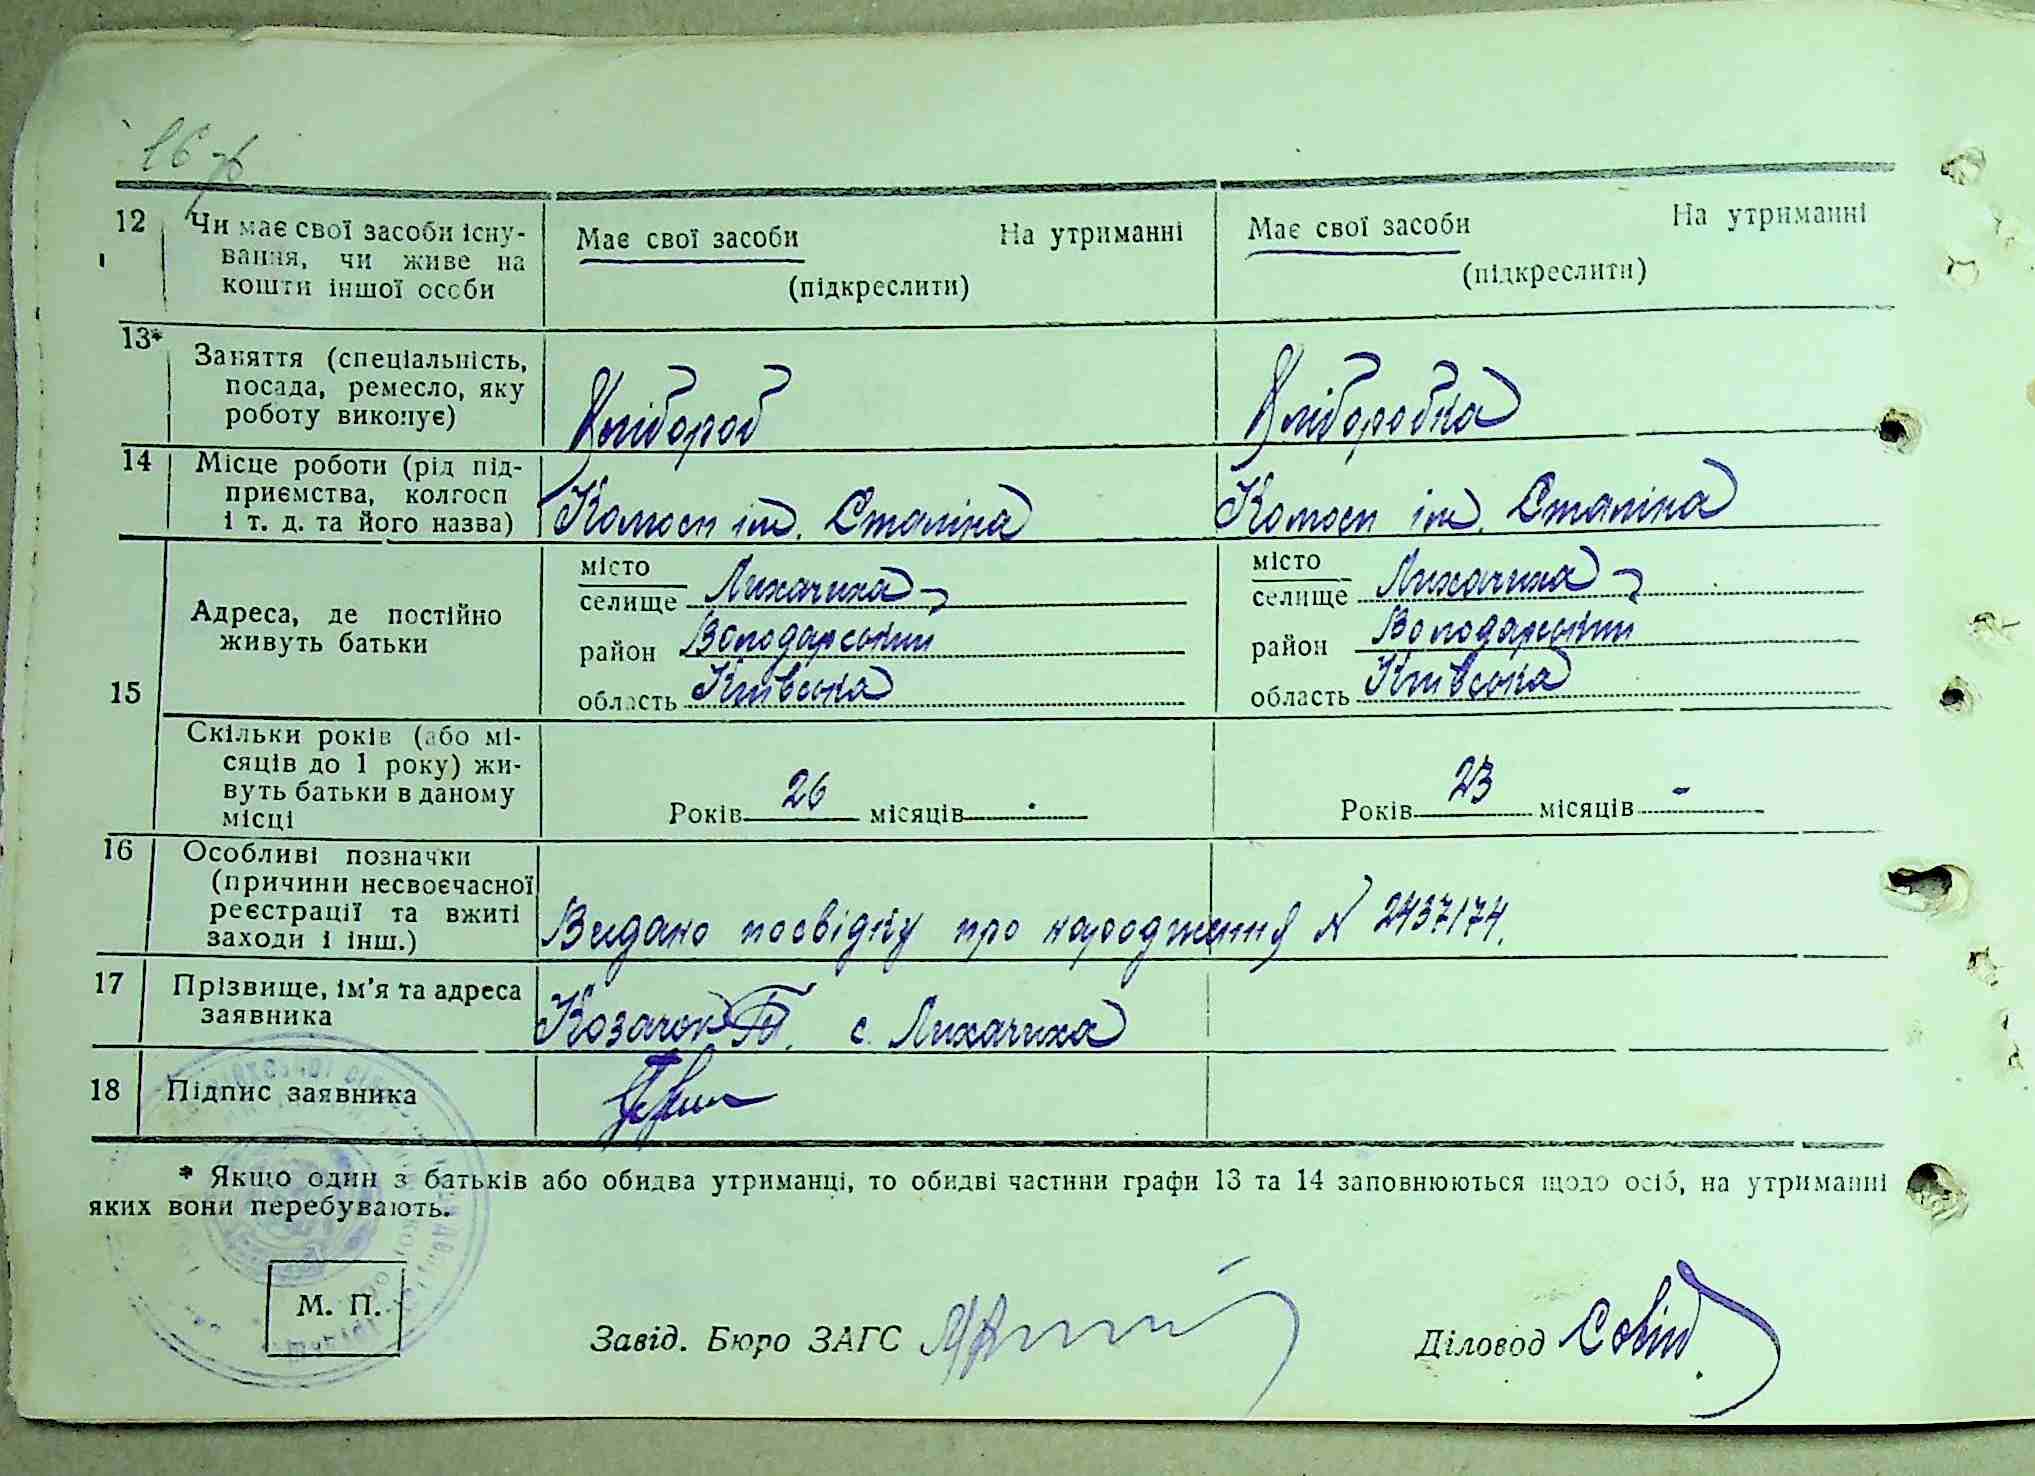 12 Чи має свої засоби існу- Має свої засоби На утриманні Має свої засоби На утриманні
вання, чи живе на (підкреслити) (підкреслити)
кошти іншої особи
13* Заняття (спеціальність,
посада, ремесло, яку
роботу виконує) Хлібороб Хліборобка
14 Місце роботи (рід під-
приємства, колгосп
і т. д. та його назва) Колосп ім. Сталіна Колосп ім. Сталіна
15 Адреса, де постійно
живуть батьки
місто місто
селище Лихачиха селище Лихачиха
район Володарський район Володарський
область Київська область Київська
Скільки років (або мі-
сяців до 1 року) жи-
вуть батьки в даному
місці Років 26 місяців Років 23 місяців -
16 Особливі позначки
(причини несвоєчасної
реєстрації та вжиті
заходи і інш.) Видано посвідку про народження N 2437174.
17 Прізвище, ім'я та адреса
заявника Козачок с. Лихачиха
18 Підпис заявника
* Якщо один з батьків або обидва утриманці, то обидві частини графи 13 та 14 заповнюються щодо осіб, на утриманні
яких вони перебувають.
М. П.
Завід. Бюро ЗАГС Діловод